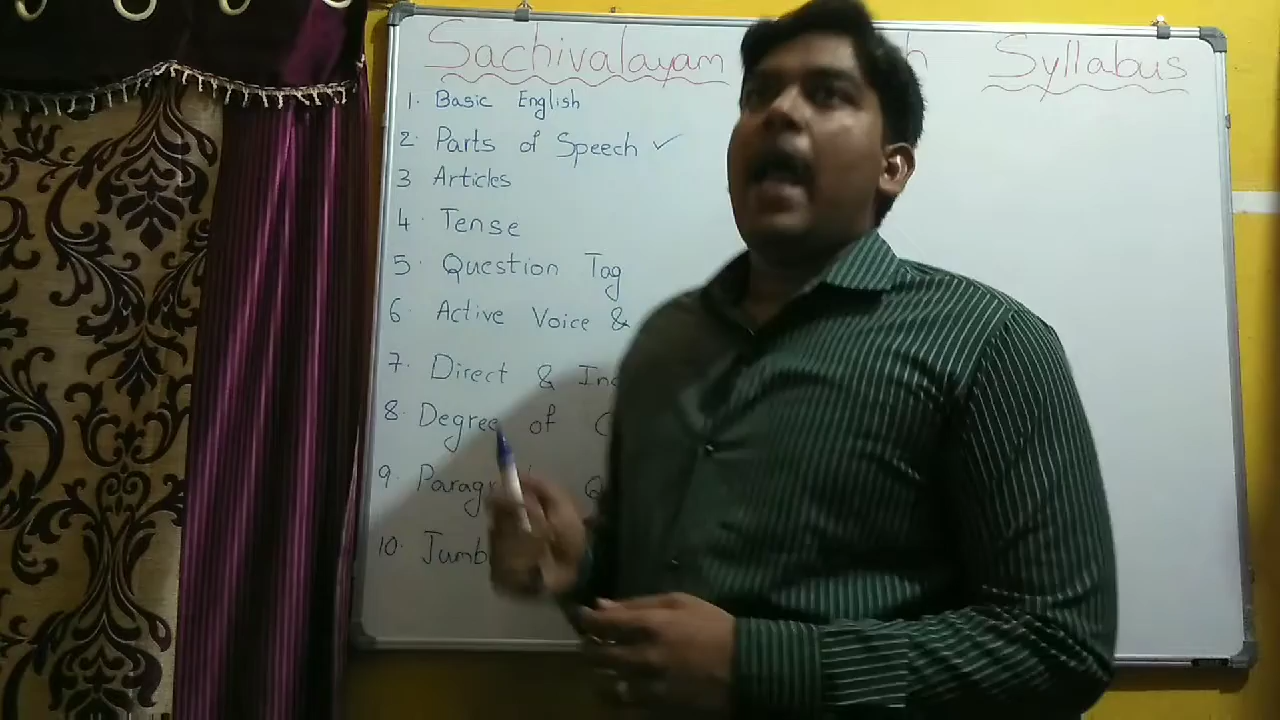 Sachivalayam Syllabus
1. Basic English
2. Parts of Speech ✓
3 Articles
4. Tense
5. Question Tag
6. Active Voice &
7. Direct &
8. Degree of
9.
10.